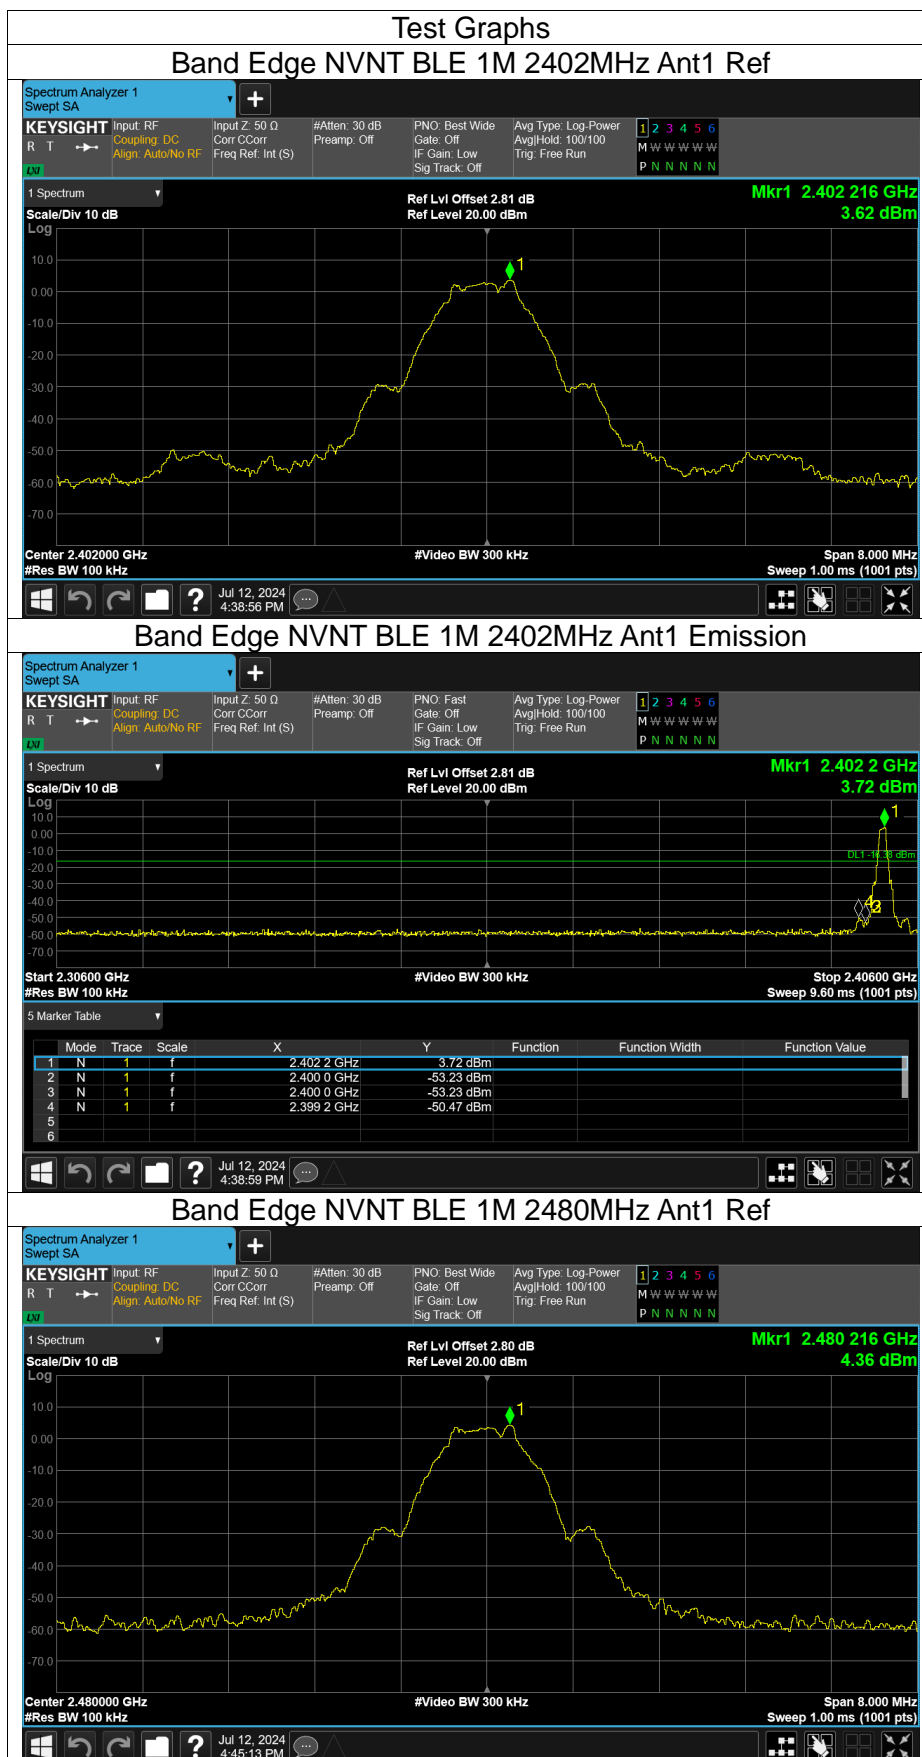 Test Graphs
Band Edge NVNT BLE 1M 2402MHz Ant1 Ref
Spectrum Analyzer 1
Swept SA
KEYSIGHT Input: RF Input Z: 50 Ω #Atten: 30 dB PNO: Best Wide Avg Type: Log-Power 1 2 3 4 5 6
R T Coupling: DC Corr CCorr Preamp: Off Gate: Off Avg|Hold: 100/100 M W W W W W
Align: Auto/No RF Freq Ref: Int (S) IF Gain: Low Trig: Free Run
LXI Sig Track: Off P N N N N N
1 Spectrum Ref Lvl Offset 2.81 dB Mkr1 2.402 216 GHz
Scale/Div 10 dB Ref Level 20.00 dBm 3.62 dBm
Log
1
10.0
0.00
-10.0
-20.0
-30.0
-40.0
-50.0
-60.0
-70.0
Center 2.402000 GHz #Video BW 300 kHz Span 8.000 MHz
#Res BW 100 kHz Sweep 1.00 ms (1001 pts)
? Jul 12, 2024
4:38:56 PM
Band Edge NVNT BLE 1M 2402MHz Ant1 Emission
Spectrum Analyzer 1
Swept SA
KEYSIGHT Input: RF Input Z: 50 Ω #Atten: 30 dB PNO: Fast Avg Type: Log-Power 1 2 3 4 5 6
R T Coupling: DC Corr CCorr Preamp: Off Gate: Off Avg|Hold: 100/100 M W W W W W
Align: Auto/No RF Freq Ref: Int (S) IF Gain: Low Trig: Free Run
LXI Sig Track: Off P N N N N N
1 Spectrum Ref Lvl Offset 2.81 dB Mkr1 2.402 2 GHz
Scale/Div 10 dB Ref Level 20.00 dBm 3.72 dBm
Log
1
10.0
0.00
-10.0 DL1 -16.38 dBm
-20.0
-30.0
-40.0 4
-50.0
-60.0
-70.0
Start 2.30600 GHz #Video BW 300 kHz Stop 2.40600 GHz
#Res BW 100 kHz Sweep 9.60 ms (1001 pts)
5 Marker Table
Mode Trace Scale X Y Function Function Width Function Value
1 N 1 f 2.402 2 GHz 3.72 dBm
2 N 1 f 2.400 0 GHz -53.23 dBm
3 N 1 f 2.400 0 GHz -53.23 dBm
4 N 1 f 2.399 2 GHz -50.47 dBm
5
6
? Jul 12, 2024
4:38:59 PM
Band Edge NVNT BLE 1M 2480MHz Ant1 Ref
Spectrum Analyzer 1
Swept SA
KEYSIGHT Input: RF Input Z: 50 Ω #Atten: 30 dB PNO: Best Wide Avg Type: Log-Power 1 2 3 4 5 6
R T Coupling: DC Corr CCorr Preamp: Off Gate: Off Avg|Hold: 100/100 M W W W W W
Align: Auto/No RF Freq Ref: Int (S) IF Gain: Low Trig: Free Run
LXI Sig Track: Off P N N N N N
1 Spectrum Ref Lvl Offset 2.80 dB Mkr1 2.480 216 GHz
Scale/Div 10 dB Ref Level 20.00 dBm 4.36 dBm
Log
1
10.0
0.00
-10.0
-20.0
-30.0
-40.0
-50.0
-60.0
-70.0
Center 2.480000 GHz #Video BW 300 kHz Span 8.000 MHz
#Res BW 100 kHz Sweep 1.00 ms (1001 pts)
? Jul 12, 2024
4:45:13 PM